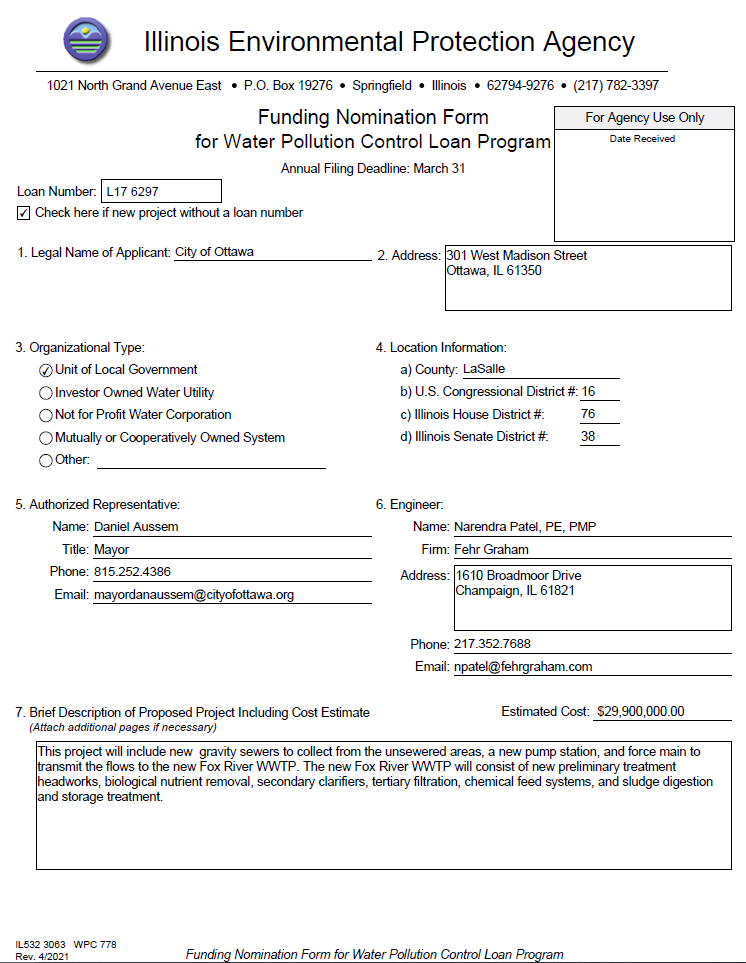 Illinois Environmental Protection Agency
1021 North Grand Avenue East • P.O. Box 19276 • Springfield • Illinois • 62794-9276 • (217) 782-3397
Funding Nomination Form
for Water Pollution Control Loan Program
Annual Filing Deadline: March 31
For Agency Use Only
Date Received
Loan Number: L17 6297
✓ Check here if new project without a loan number
1. Legal Name of Applicant: City of Ottawa
2. Address: 301 West Madison Street
Ottawa, IL 61350
3. Organizational Type:
✓ Unit of Local Government
Investor Owned Water Utility
Not for Profit Water Corporation
Mutually or Cooperatively Owned System
Other:
4. Location Information:
a) County: LaSalle
b) U.S. Congressional District #: 16
c) Illinois House District #: 76
d) Illinois Senate District #: 38
5. Authorized Representative:
Name: Daniel Aussem
Title: Mayor
Phone: 815.252.4386
Email: mayordanaussem@cityofottawa.org
6. Engineer:
Name: Narendra Patel, PE, PMP
Firm: Fehr Graham
Address: 1610 Broadmoor Drive
Champaign, IL 61821
Phone: 217.352.7688
Email: npatel@fehrgraham.com
7. Brief Description of Proposed Project Including Cost Estimate
(Attach additional pages if necessary)
Estimated Cost: $29,900,000.00
This project will include new gravity sewers to collect from the unsewered areas, a new pump station, and force main to
transmit the flows to the new Fox River WWTP. The new Fox River WWTP will consist of new preliminary treatment
headworks, biological nutrient removal, secondary clarifiers, tertiary filtration, chemical feed systems, and sludge digestion
and storage treatment.
IL532 3063 WPC 778
Rev. 4/2021
Funding Nomination Form for Water Pollution Control Loan Program